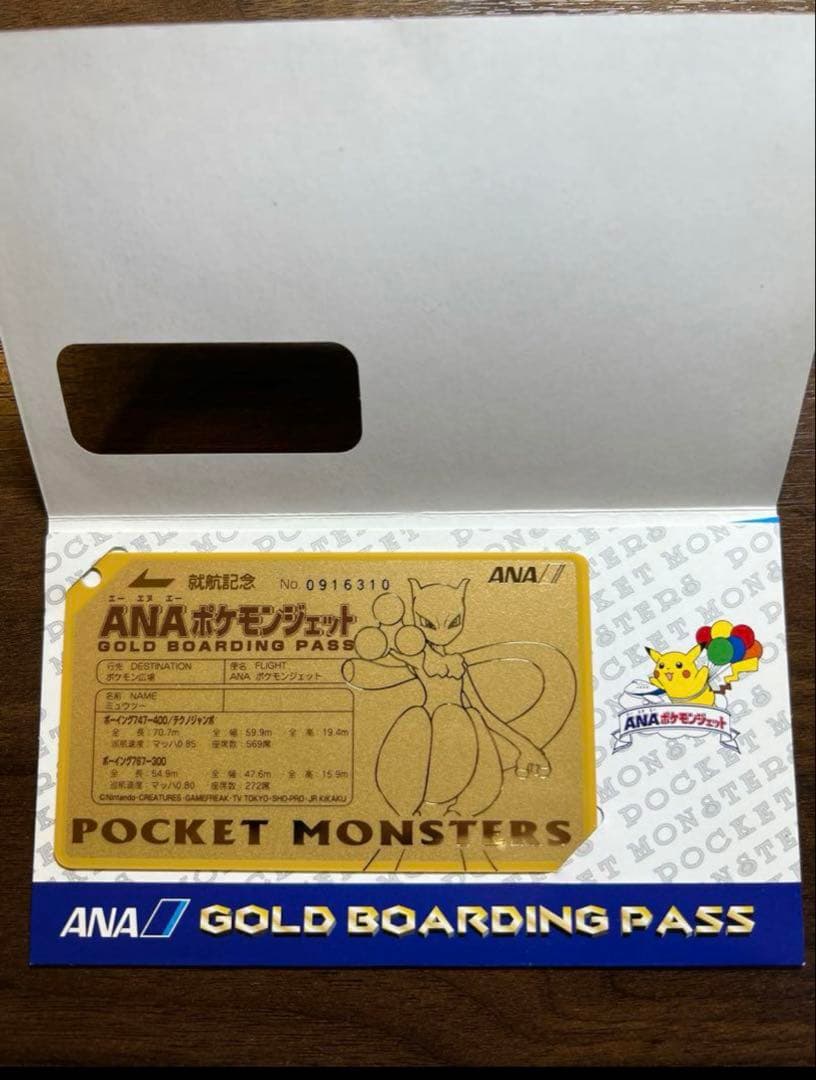 就航記念 No.0916310 ANA
エー エヌ エー
ANAポケモンジェット
GOLD BOARDING PASS
行先 DESTINATION 便名 FLIGHT
ポケモン広場 ANA ポケモンジェット
名前 NAME
ミュウツー
ボーイング747-400/テクノジャンボ
全 長:70.7m 全 幅:59.9m 全 高:19.4m
巡航速度:マッハ0.85 座席数:569席
ボーイング767-300
全 長:54.9m 全 幅:47.6m 全 高:15.9m
巡航速度:マッハ0.80 座席数:272席
©Nintendo・CREATURES・GAMEFREAK・TV TOKYO・SHO-PRO・JR KIKAKU
POCKET MONSTERS
ANAポケモンジェット
POCKET MONSTERS
ANA GOLD BOARDING PASS